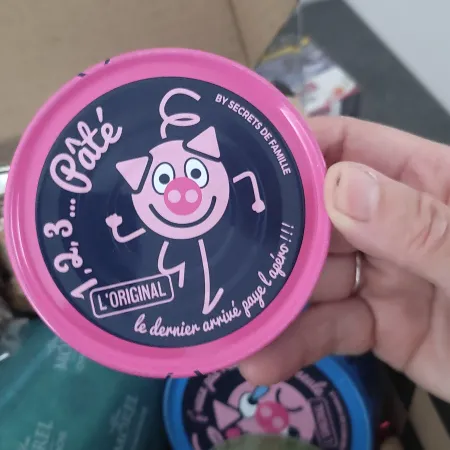 1, 2, 3 ... Pâté
BY SECRETS DE FAMILLE
L'ORIGINAL
le dernier arrivé paye l'apéro !!!